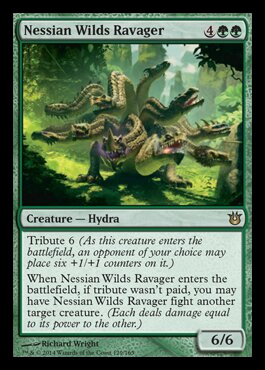 Nessian Wilds Ravager 4
Creature — Hydra
Tribute 6 (As this creature enters the
battlefield, an opponent of your choice may
place six +1/+1 counters on it.)
When Nessian Wilds Ravager enters the
battlefield, if tribute wasn't paid, you may
have Nessian Wilds Ravager fight another
target creature. (Each deals damage equal
to its power to the other.)
6/6
Richard Wright
™ & © 2014 Wizards of the Coast 129/165